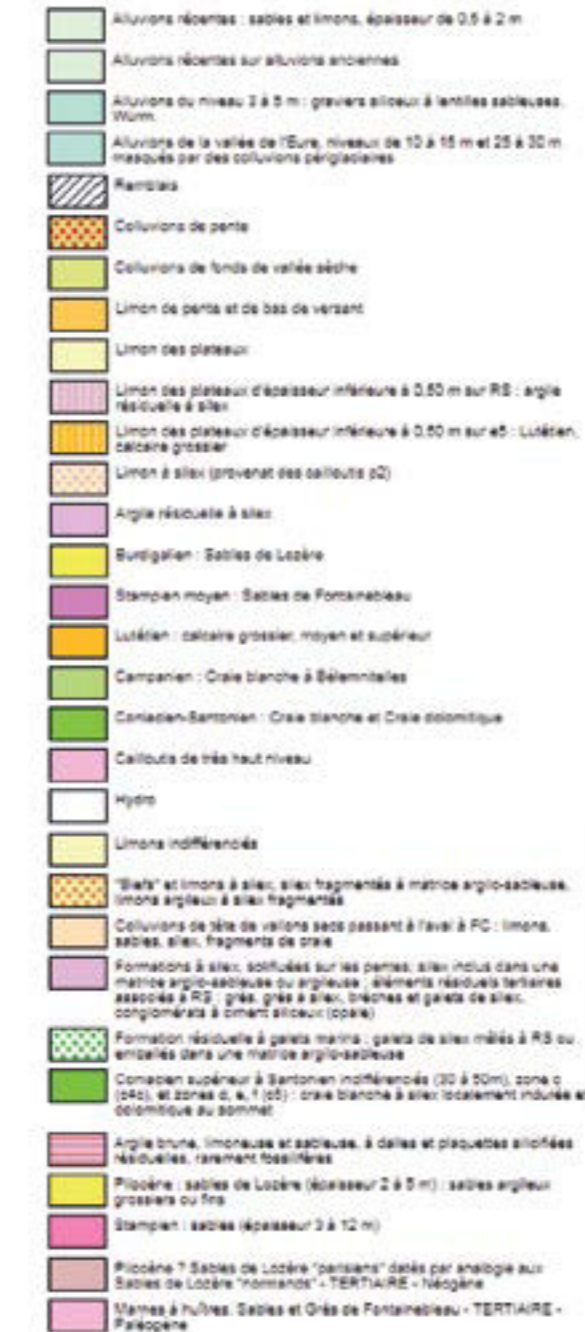 Alluvions récentes : sables et limons, épaisseur de 0,5 à 2 m
Alluvions récentes sur alluvions anciennes
Alluvions du niveau 3 à 5 m : graviers siliceux à lentilles sableuses.
Würm.
Alluvions de la vallée de l'Eure, niveaux de 10 à 15 m et 25 à 30 m
masqués par des colluvions périglaciaires
Remblais
Colluvions de pente
Colluvions de fonds de vallée sèche
Limon de pente et de bas de versant
Limon des plateaux
Limon des plateaux d'épaisseur inférieure à 0,60 m sur RS : argile
résiduelle à silex
Limon des plateaux d'épaisseur inférieure à 0,60 m sur e5 : Lutétien,
calcaire grossier
Limon à silex (provenat des cailloutis p2)
Argile résiduelle à silex
Burdigalien : Sables de Lozère
Stampien moyen : Sables de Fontainebleau
Lutétien : calcaire grossier, moyen et supérieur
Campanien : Craie blanche à Bélemnitelles
Coniacien-Santonien : Craie blanche et Craie dolomitique
Cailloutis de très haut niveau
Hydro
Limons indifférenciés
"Biefs" et limons à silex, silex fragmentés à matrice argilo-sableuse,
limons argileux à silex fragmentés
Colluvions de tête de vallons secs passant à l'aval à FC : limons,
sables, silex, fragments de craie
Formations à silex, solifluées sur les pentes, silex inclus dans une
matrice argilo-sableuse ou argileuse ; éléments résiduels tertiaires
associés à RS : grès, grès à silex, brèches et galets de silex,
conglomérats à ciment siliceux (opale)
Formation résiduelle à galets marins : galets de silex mêlés à RS ou
emballés dans une matrice argilo-sableuse
Coniacien supérieur à Santonien indifférenciés (30 à 50m), zone c
(c4c), et zones d, e, f (c5) : craie blanche à silex localement indurée et
dolomitique au sommet
Argile brune, limoneuse et sableuse, à dalles et plaquettes silicifiées
résiduelles, rarement fossilifères
Pliocène : sables de Lozère (épaisseur 2 à 5 m) : sables argileux
grossiers ou fins
Stampien : sables (épaisseur 3 à 12 m)
Pliocène ? Sables de Lozère "parisiens" datés par analogie aux
Sables de Lozère "normands" - TERTIAIRE - Néogène
Marnes à huîtres, Sables et Grès de Fontainebleau - TERTIAIRE -
Paléogène